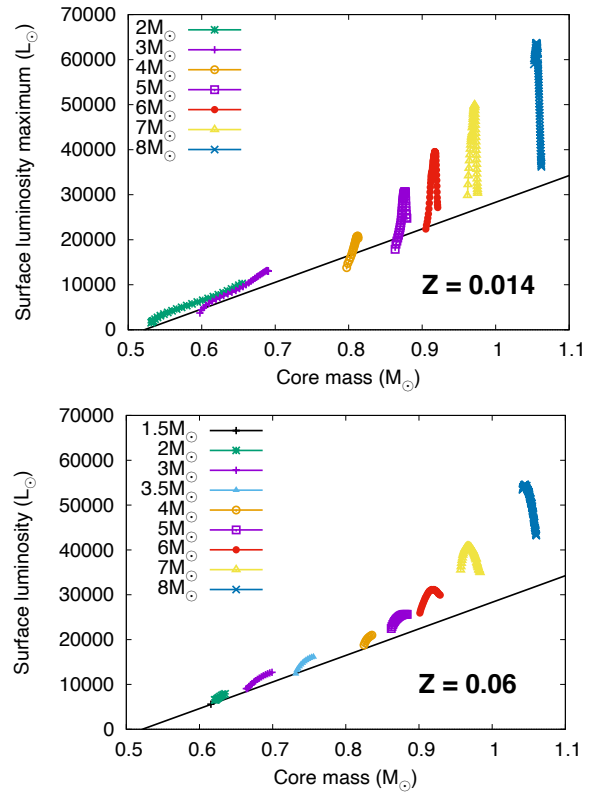 70000
60000
50000
40000
30000
20000
10000
0
Surface luminosity maximum (L⊙)
2M⊙
3M⊙
4M⊙
5M⊙
6M⊙
7M⊙
8M⊙
Z = 0.014
0.5 0.6 0.7 0.8 0.9 1 1.1
Core mass (M⊙)
70000
60000
50000
40000
30000
20000
10000
0
Surface luminosity (L⊙)
1.5M⊙
2M⊙
3M⊙
3.5M⊙
4M⊙
5M⊙
6M⊙
7M⊙
8M⊙
Z = 0.06
0.5 0.6 0.7 0.8 0.9 1 1.1
Core mass (M⊙)